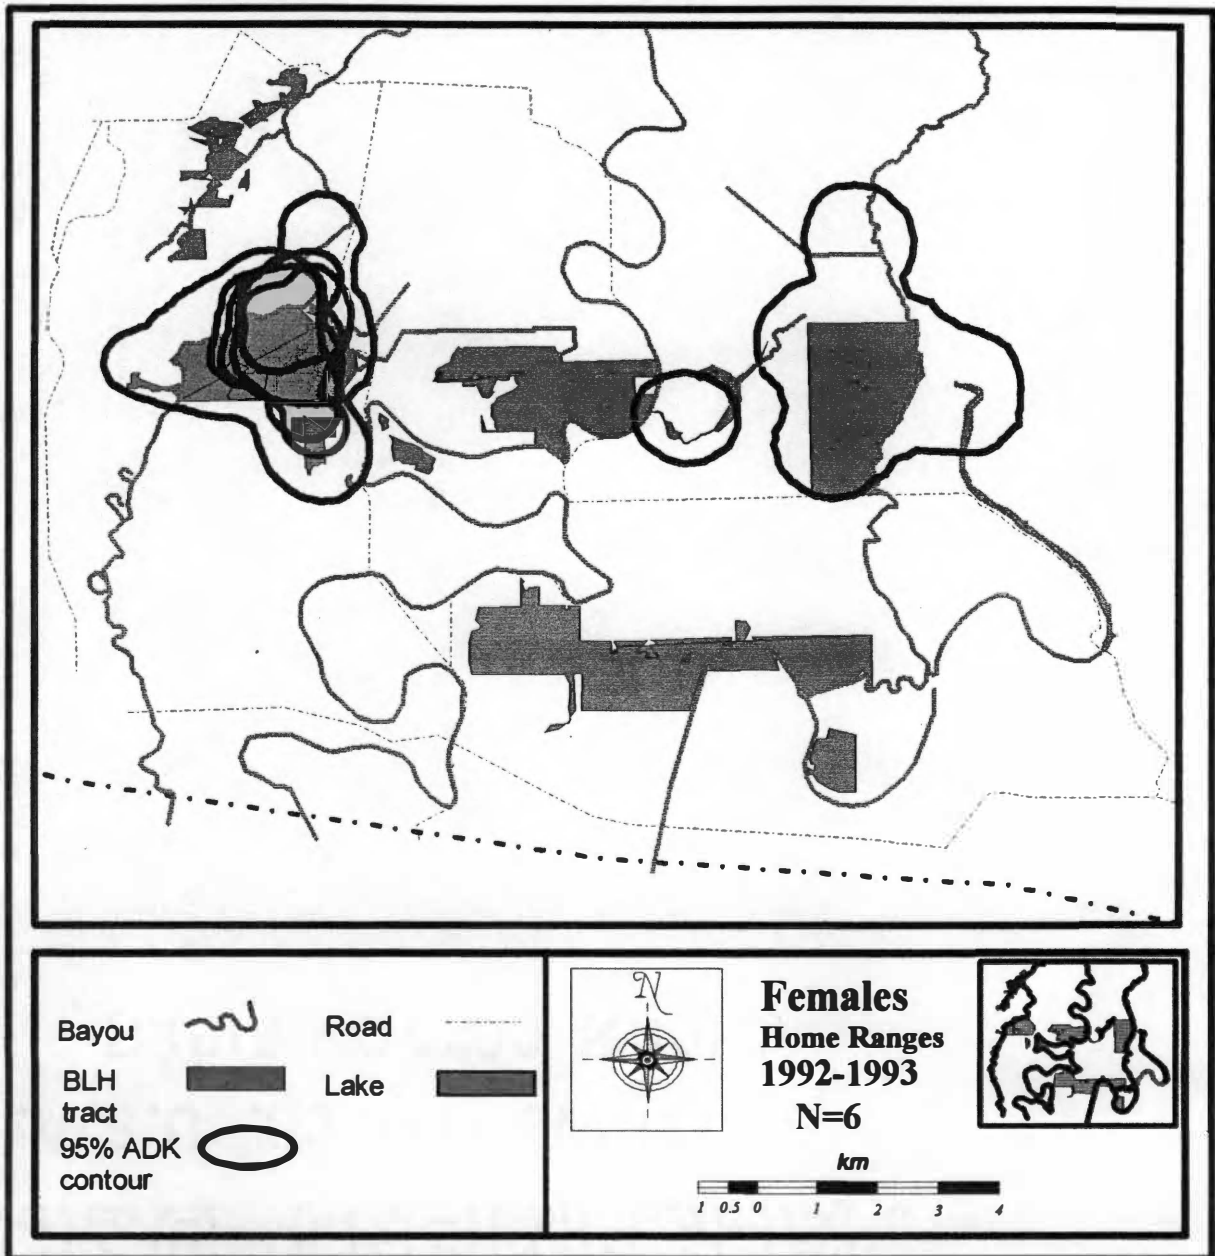 Bayou
Road
BLH
tract
Lake
95% ADK
contour
N
Females
Home Ranges
1992-1993
N=6
km
1 0.5 0 1 2 3 4